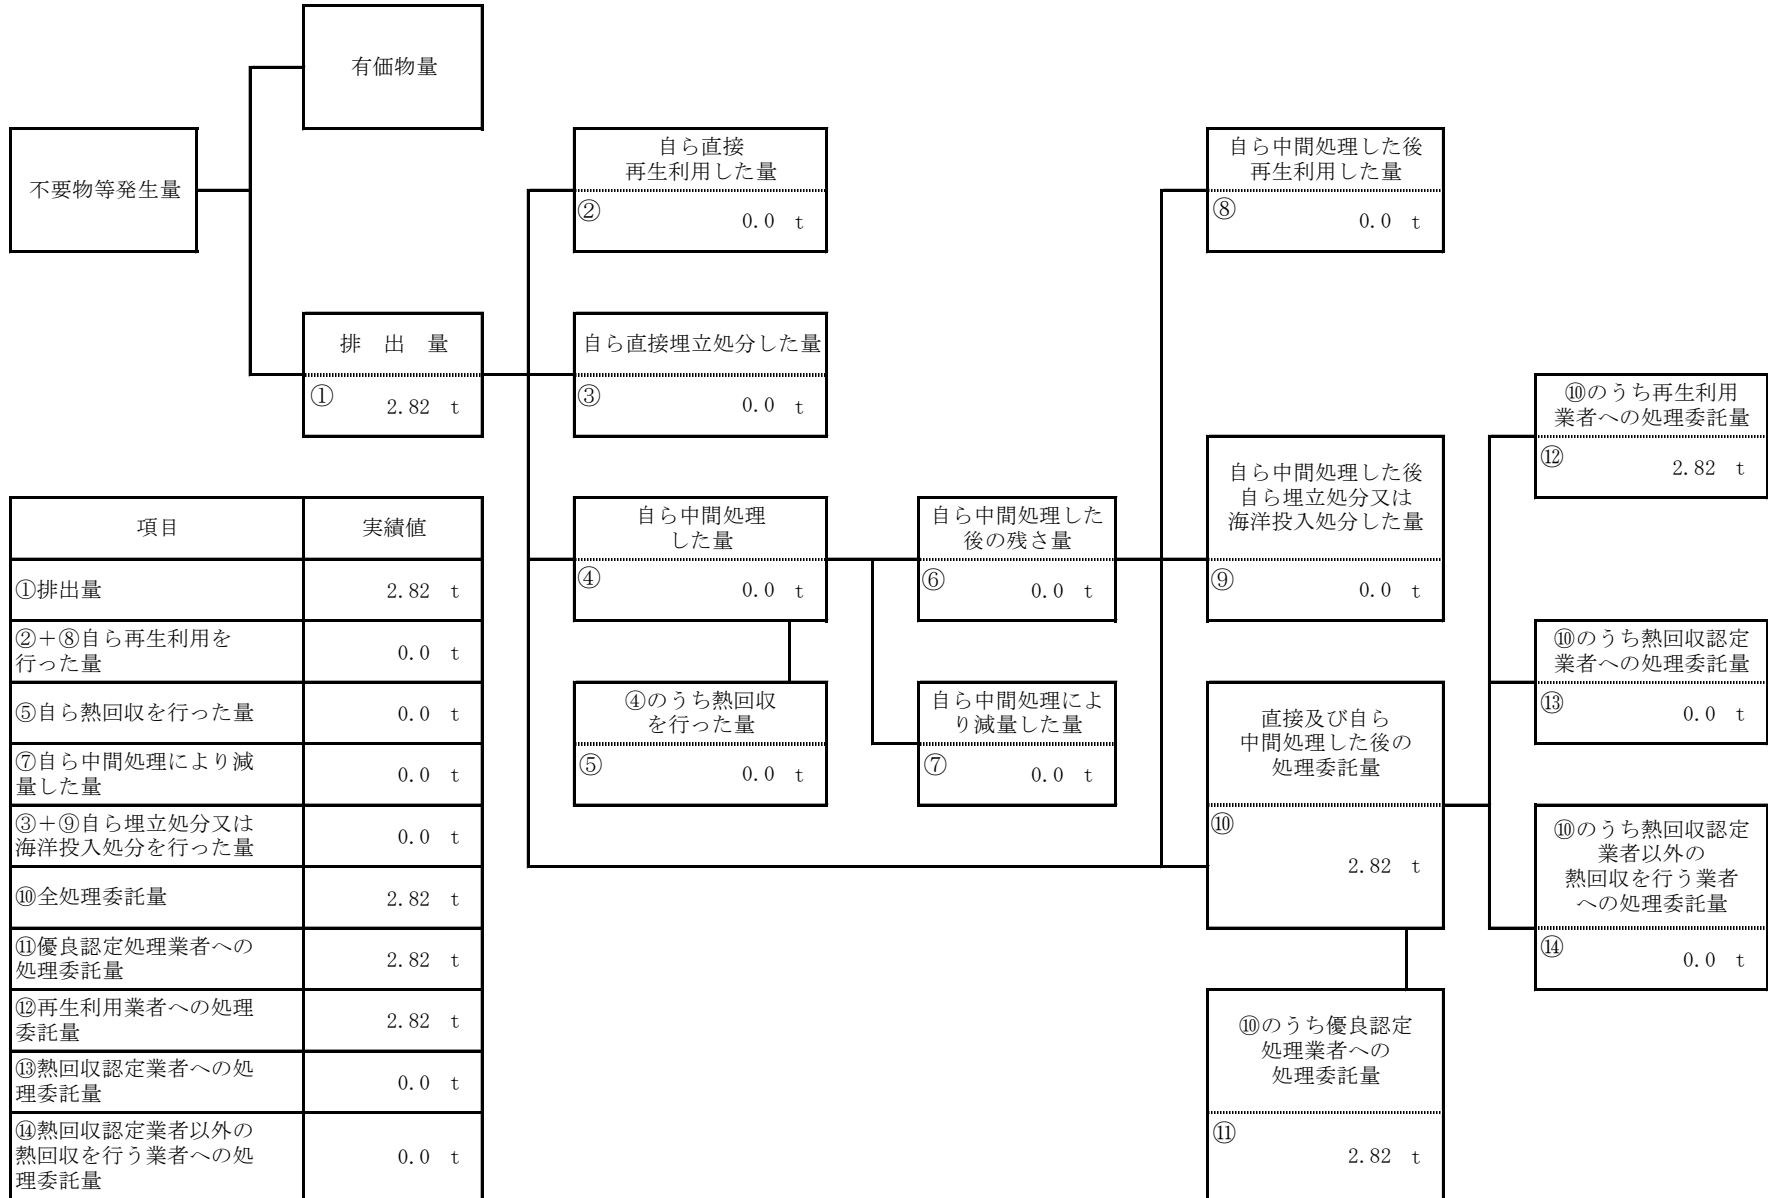 有価物量
不要物等発生量
自ら直接
再生利用した量
②
0.0 t
自ら中間処理した後
再生利用した量
⑧
0.0 t
排 出 量
①
2.82 t
自ら直接埋立処分した量
③
0.0 t
⑩のうち再生利用
業者への処理委託量
⑫
2.82 t
自ら中間処理
した量
④
0.0 t
自ら中間処理した
後の残さ量
⑥
0.0 t
自ら中間処理した後
自ら埋立処分又は
海洋投入処分した量
⑨
0.0 t
⑩のうち熱回収認定
業者への処理委託量
⑬
0.0 t
④のうち熱回収
を行った量
⑤
0.0 t
自ら中間処理によ
り減量した量
⑦
0.0 t
直接及び自ら
中間処理した後の
処理委託量
⑩
2.82 t
⑩のうち熱回収認定
業者以外の
熱回収を行う業者
への処理委託量
⑭
0.0 t
⑩のうち優良認定
処理業者への
処理委託量
⑪
2.82 t
項目 実績値
①排出量 2.82 t
②＋⑧自ら再生利用を
行った量 0.0 t
⑤自ら熱回収を行った量 0.0 t
⑦自ら中間処理により減
量した量 0.0 t
③＋⑨自ら埋立処分又は
海洋投入処分を行った量 0.0 t
⑩全処理委託量 2.82 t
⑪優良認定処理業者への
処理委託量 2.82 t
⑫再生利用業者への処理
委託量 2.82 t
⑬熱回収認定業者への処
理委託量 0.0 t
⑭熱回収認定業者以外の
熱回収を行う業者への処
理委託量 0.0 t